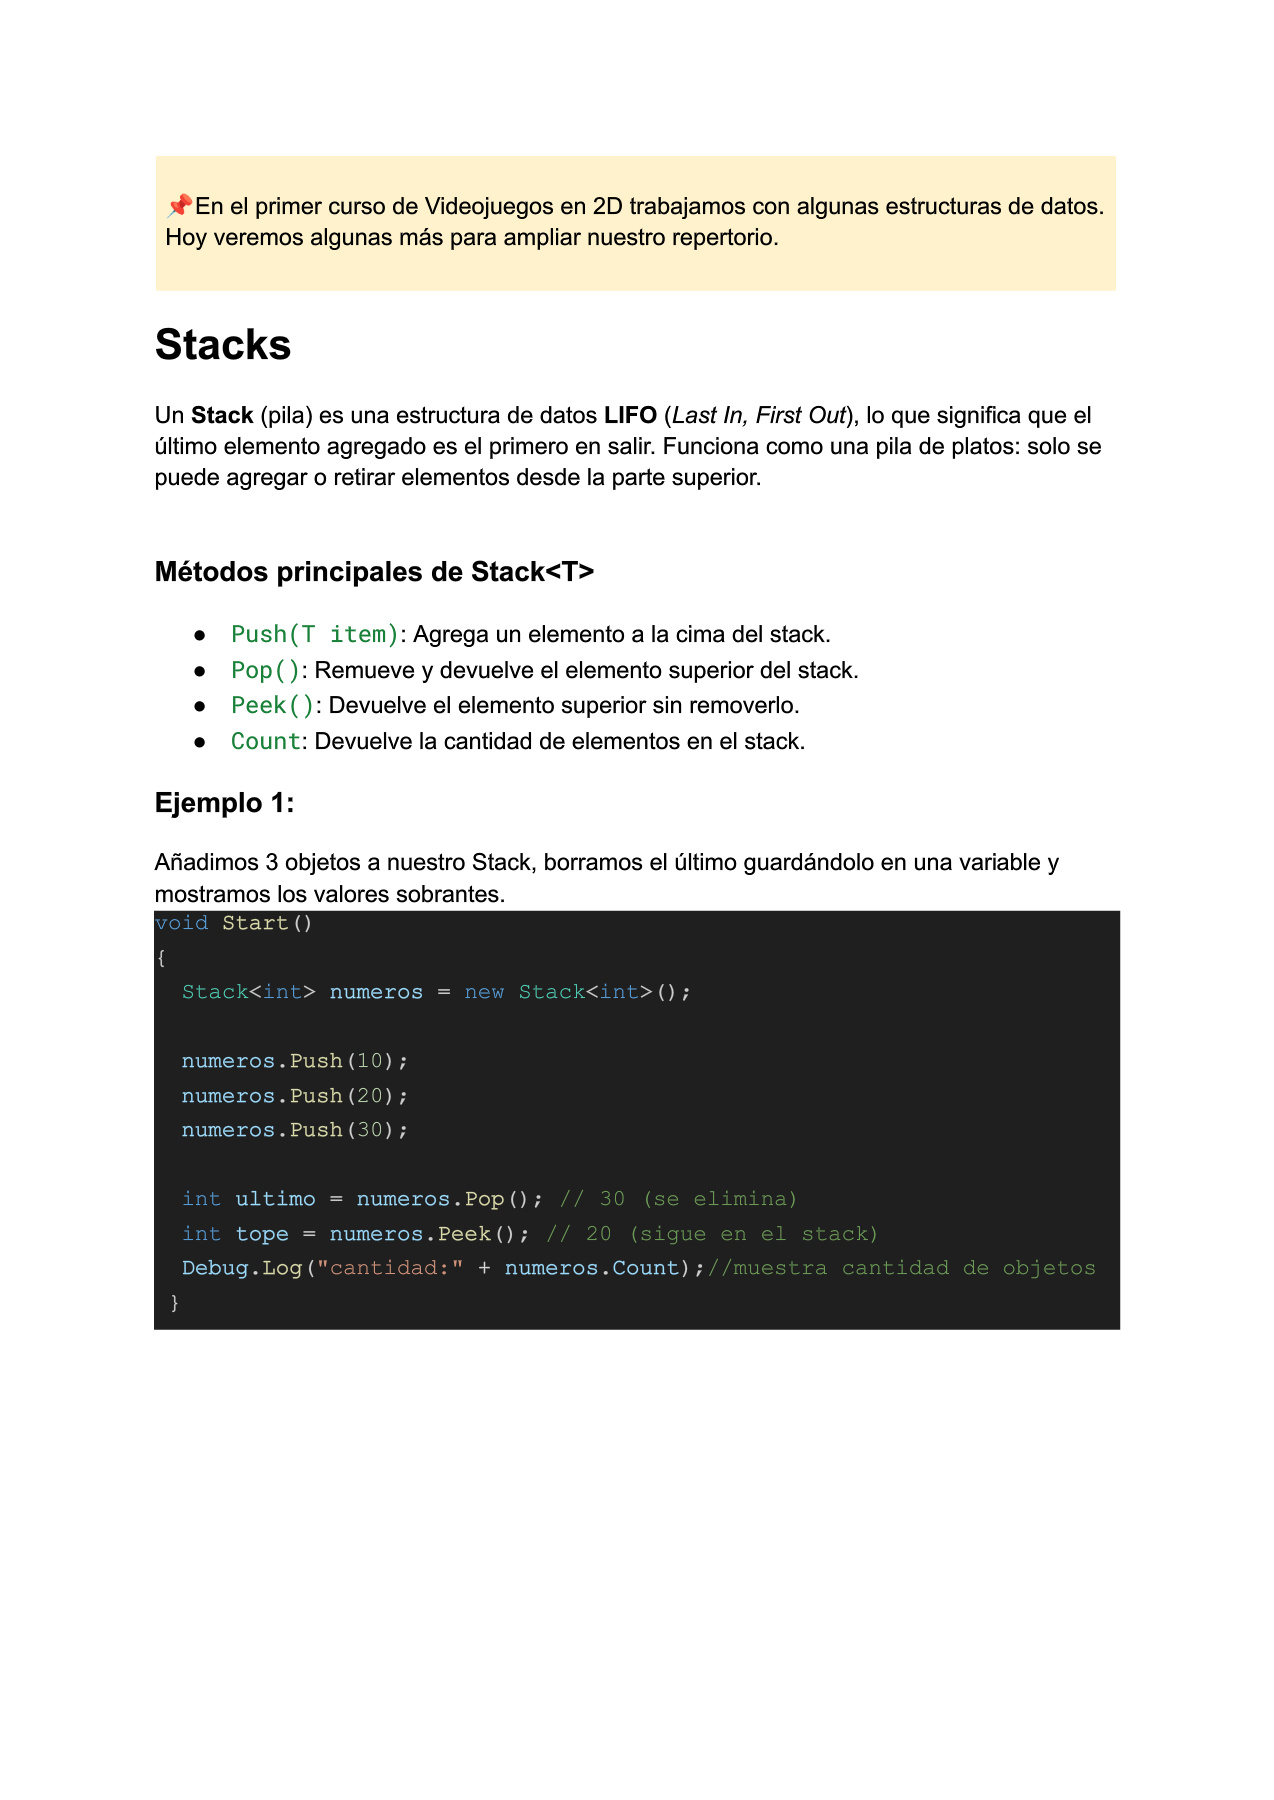 📌En el primer curso de Videojuegos en 2D trabajamos con algunas estructuras de datos.
Hoy veremos algunas más para ampliar nuestro repertorio.
Stacks
Un Stack (pila) es una estructura de datos LIFO (Last In, First Out), lo que significa que el
último elemento agregado es el primero en salir. Funciona como una pila de platos: solo se
puede agregar o retirar elementos desde la parte superior.
Métodos principales de Stack<T>
● Push(T item): Agrega un elemento a la cima del stack.
● Pop(): Remueve y devuelve el elemento superior del stack.
● Peek(): Devuelve el elemento superior sin removerlo.
● Count: Devuelve la cantidad de elementos en el stack.
Ejemplo 1:
Añadimos 3 objetos a nuestro Stack, borramos el último guardándolo en una variable y
mostramos los valores sobrantes.
void Start()
{
  Stack<int> numeros = new Stack<int>();
  numeros.Push(10);
  numeros.Push(20);
  numeros.Push(30);
  int ultimo = numeros.Pop(); // 30 (se elimina)
  int tope = numeros.Peek(); // 20 (sigue en el stack)
  Debug.Log("cantidad:" + numeros.Count);//muestra cantidad de objetos
 }